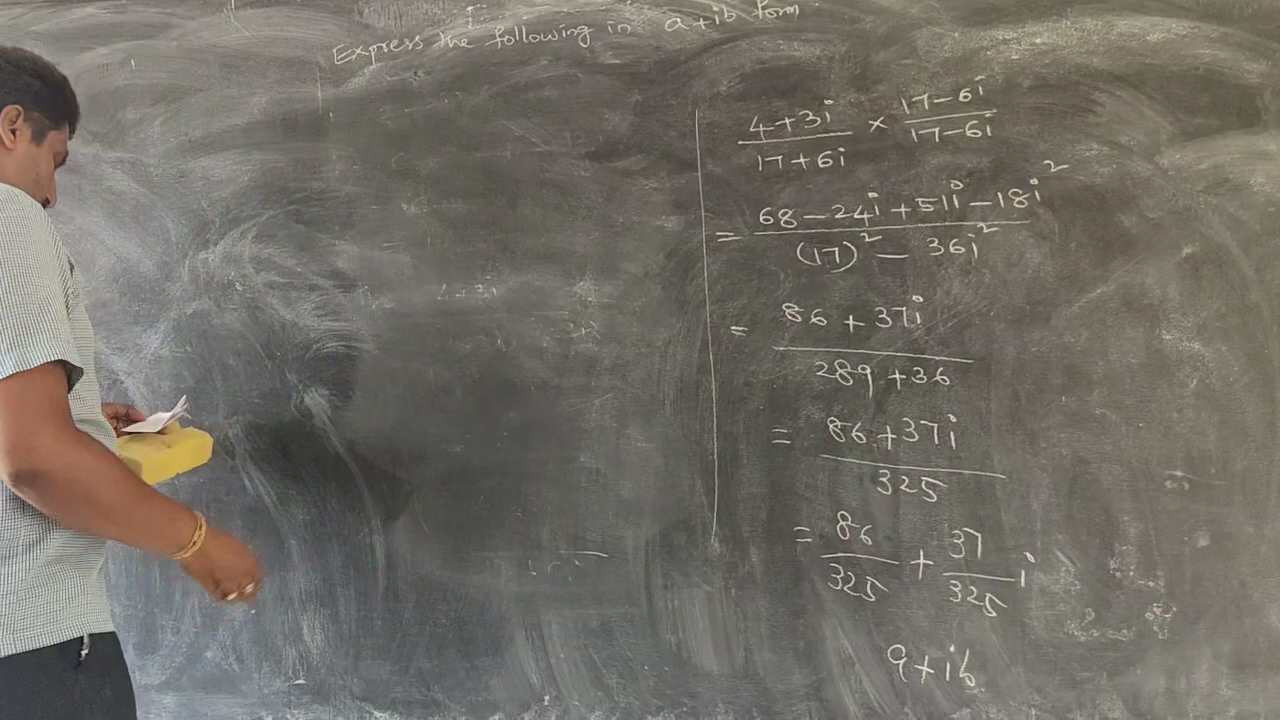 Express the following in a+ib form
4+3i / 17+6i × 17-6i / 17-6i
= 68-24i+51i-18i² / (17)² - 36i²
= 86+37i / 289+36
= 86+37i / 325
= 86/325 + 37/325 i
a+ib